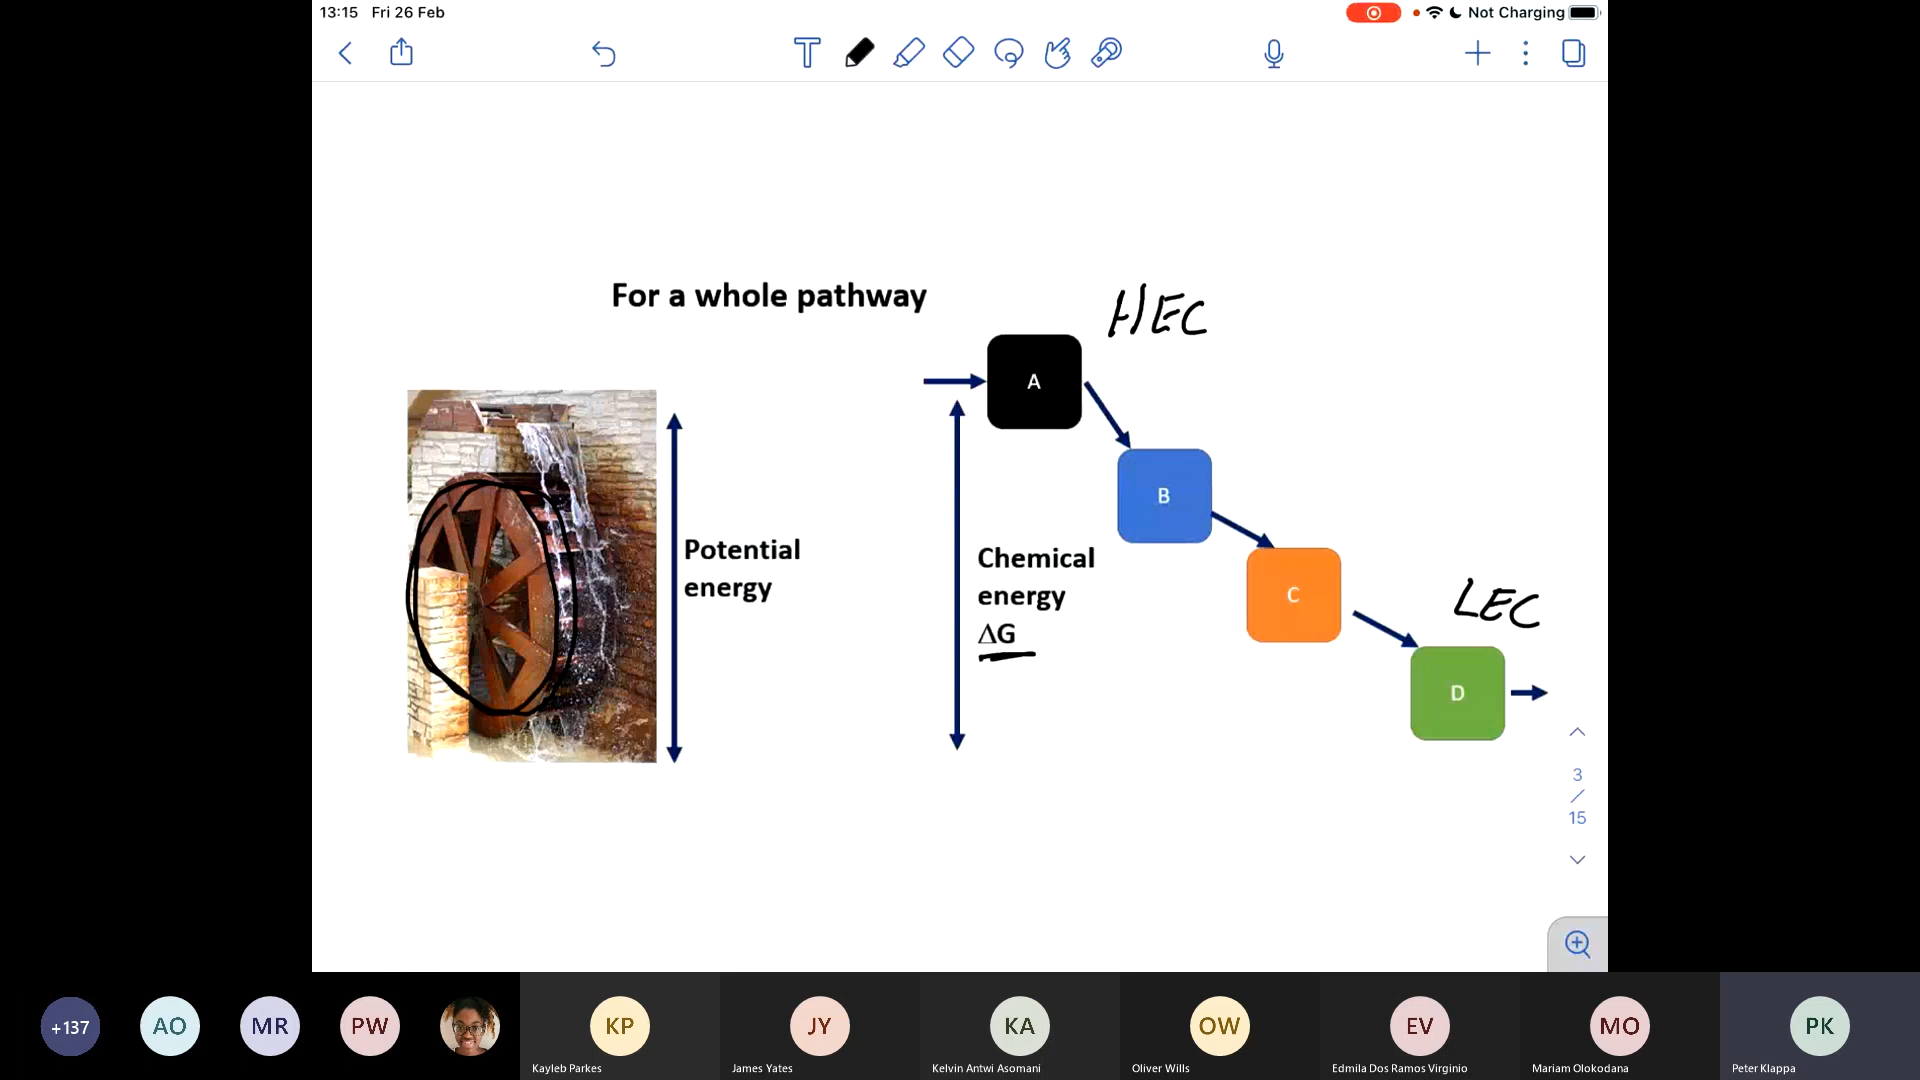 13:15 Fri 26 Feb
Not Charging
For a whole pathway
HEC
A
B
Potential
energy
Chemical
energy
ΔG
C
LEC
D
3
/
15
+137
AO
MR
PW
KP
JY
KA
OW
EV
MO
PK
Kayleb Parkes
James Yates
Kelvin Antwi Asomani
Oliver Wills
Edmila Dos Ramos Virginio
Mariam Olokodana
Peter Klappa